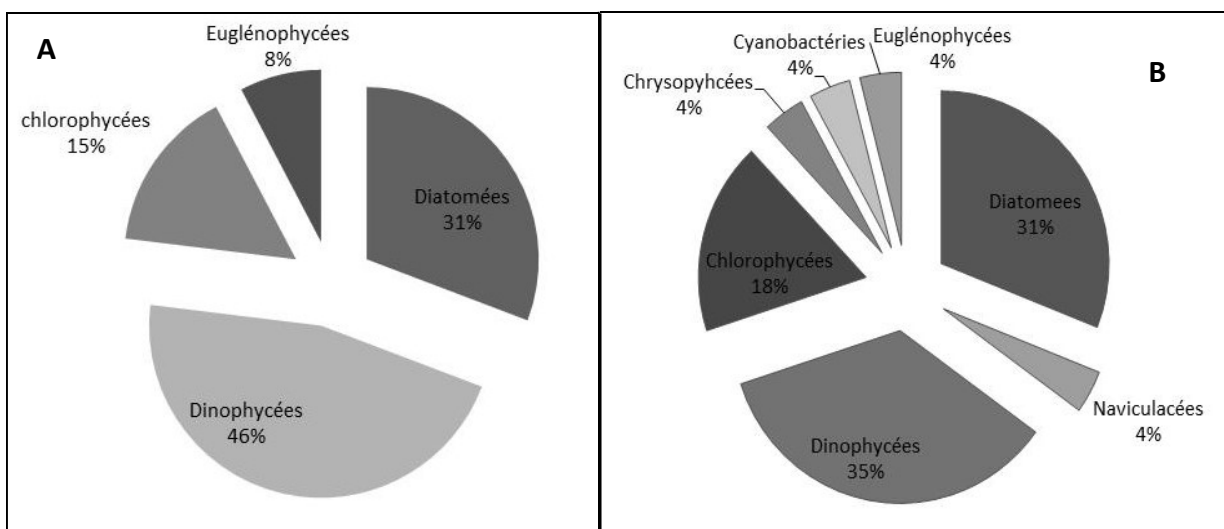 A
Euglénophycées
8%
chlorophycées
15%
Diatomées
31%
Dinophycées
46%
B
Cyanobactéries
4%
Euglénophycées
4%
Chrysopyhcées
4%
Diatomees
31%
Chlorophycées
18%
Naviculacées
4%
Dinophycées
35%